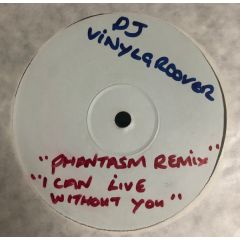 DJ
VINYLGROOVER
"PHANTASM REMIX"
"I CAN LIVE
WITHOUT YOU"